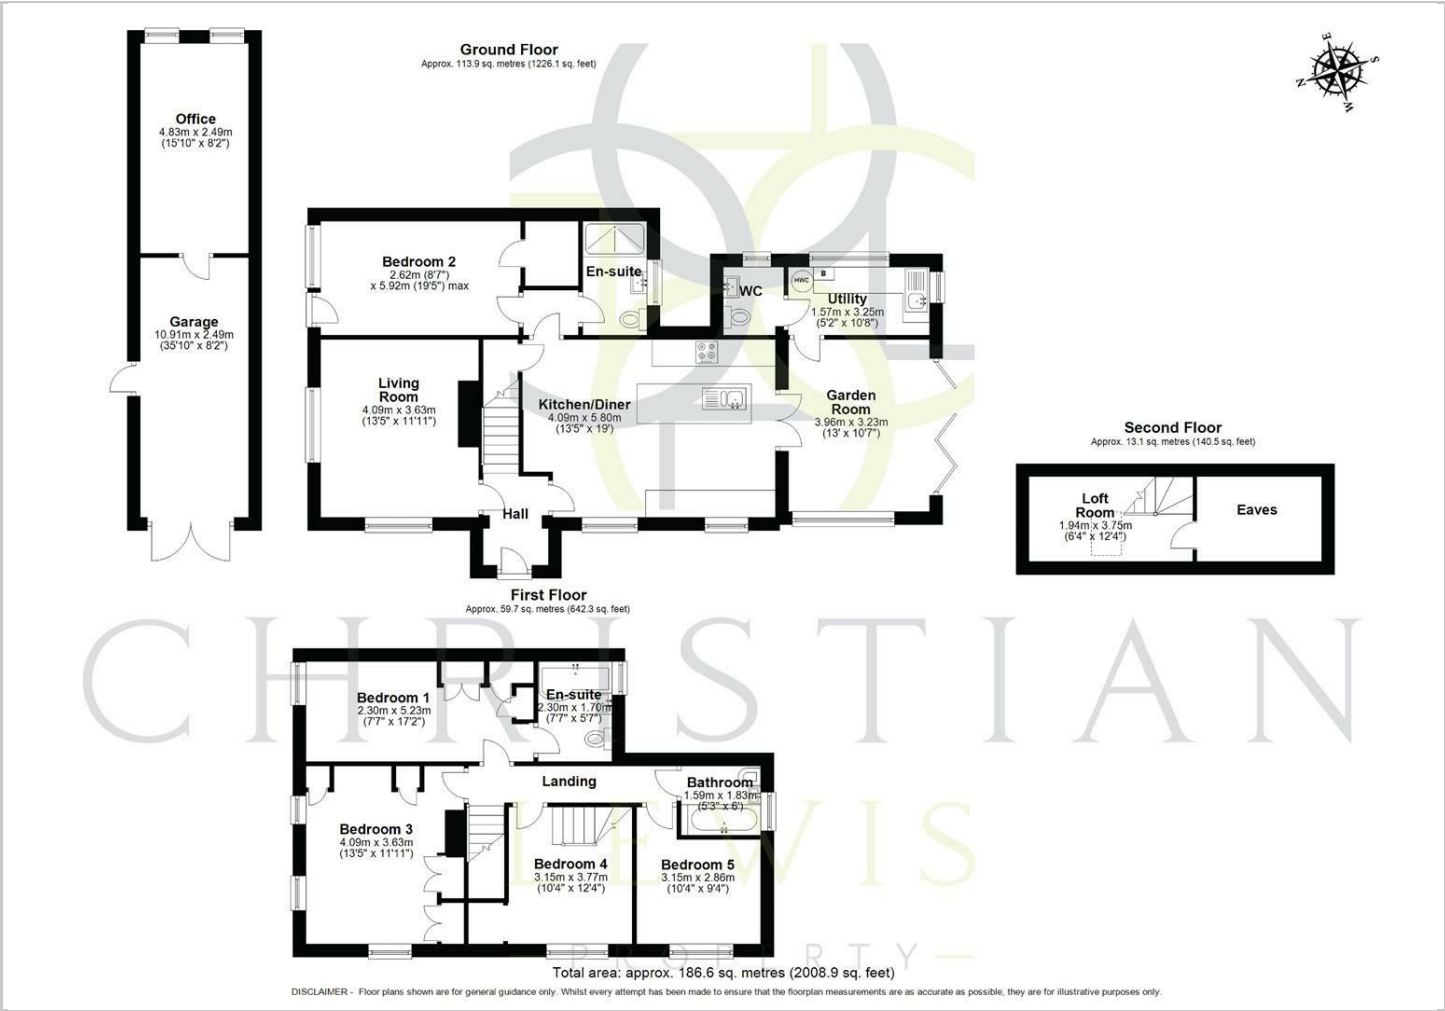 Ground Floor
Approx. 113.9 sq. metres (1226.1 sq. feet)
E
S
N
W
Office
4.83m x 2.49m
(15'10" x 8'2")
Garage
10.91m x 2.49m
(35'10" x 8'2")
Bedroom 2
2.62m (8'7")
x 5.92m (19'5") max
En-suite
WC
HWC
Utility
1.57m x 3.25m
(5'2" x 10'8")
Living
Room
4.09m x 3.63m
(13'5" x 11'11")
Kitchen/Diner
4.09m x 5.80m
(13'5" x 19')
Garden
Room
3.96m x 3.23m
(13' x 10'7")
Hall
Second Floor
Approx. 13.1 sq. metres (140.5 sq. feet)
Loft
Room
1.94m x 3.75m
(6'4" x 12'4")
Eaves
First Floor
Approx. 59.7 sq. metres (642.3 sq. feet)
CHRISTIAN
LEWIS
PROPERTY
Bedroom 1
2.30m x 5.23m
(7'7" x 17'2")
En-suite
2.30m x 1.70m
(7'7" x 5'7")
Landing
Bathroom
1.59m x 1.83m
(5'3" x 6')
Bedroom 3
4.09m x 3.63m
(13'5" x 11'11")
Bedroom 4
3.15m x 3.77m
(10'4" x 12'4")
Bedroom 5
3.15m x 2.86m
(10'4" x 9'4")
Total area: approx. 186.6 sq. metres (2008.9 sq. feet)
DISCLAIMER - Floor plans shown are for general guidance only. Whilst every attempt has been made to ensure that the floorplan measurements are as accurate as possible, they are for illustrative purposes only.